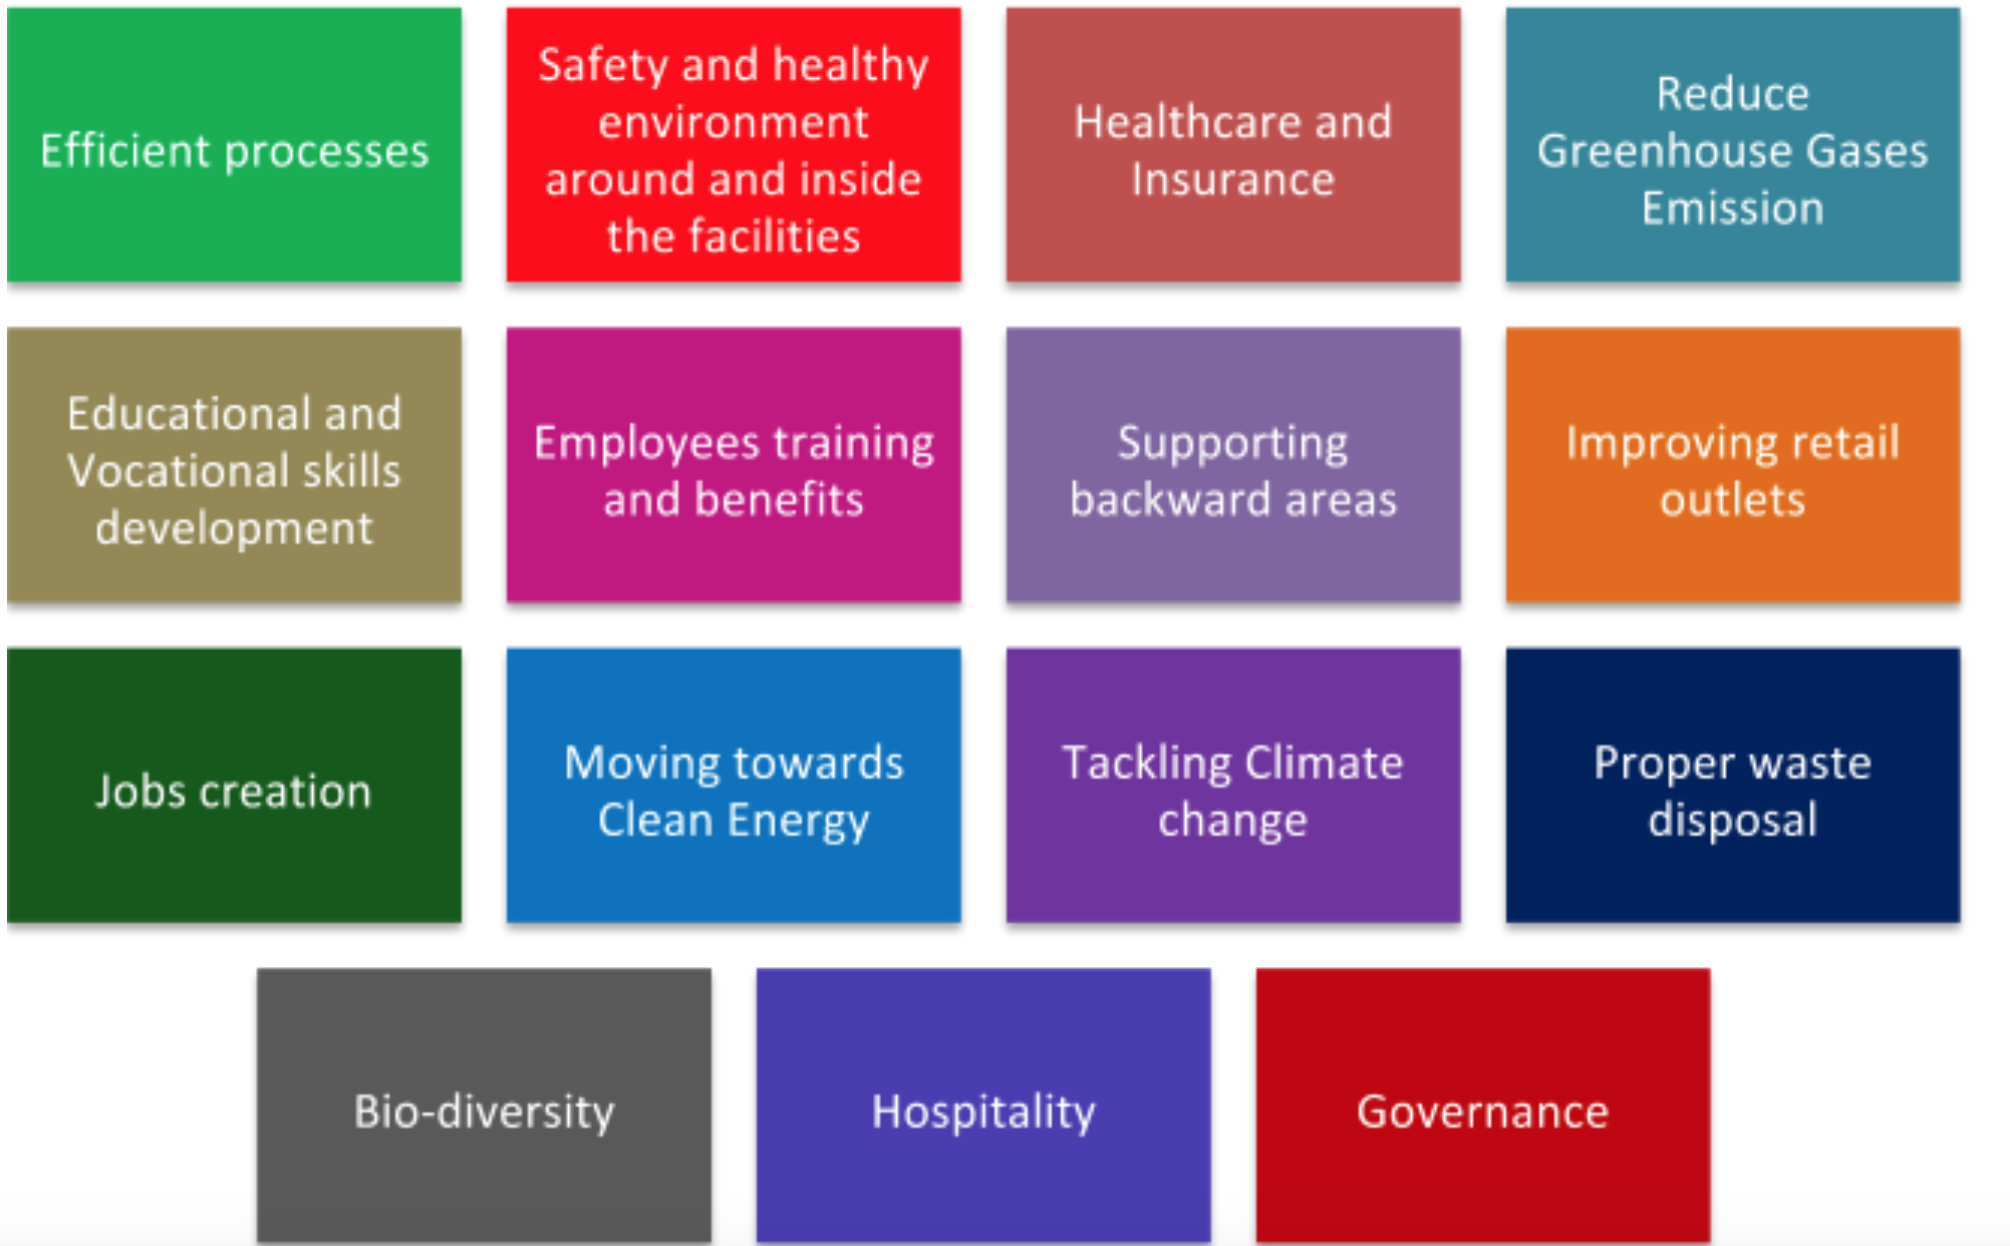 Efficient processes
Safety and healthy
environment
around and inside
the facilities
Healthcare and
Insurance
Reduce
Greenhouse Gases
Emission
Educational and
Vocational skills
development
Employees training
and benefits
Supporting
backward areas
Improving retail
outlets
Jobs creation
Moving towards
Clean Energy
Tackling Climate
change
Proper waste
disposal
Bio-diversity
Hospitality
Governance